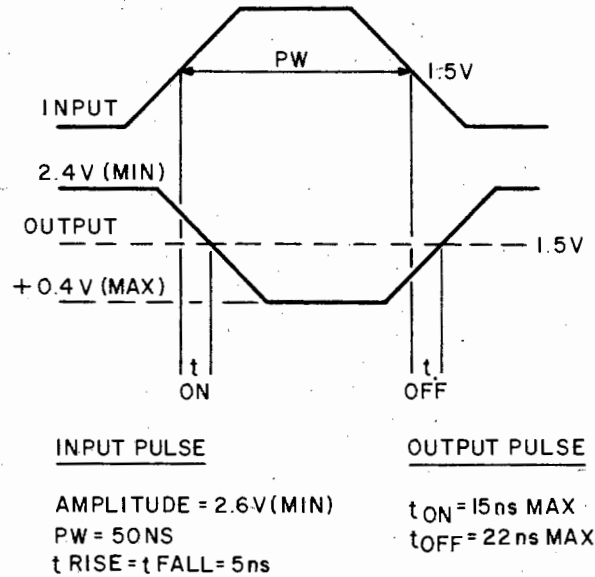 PW
1.5V
INPUT
2.4V (MIN)
OUTPUT
1.5V
+0.4V (MAX)
t
ON
t.
OFF
INPUT PULSE
AMPLITUDE = 2.6V(MIN)
PW = 50NS
t RISE = t FALL = 5ns
OUTPUT PULSE
t ON = 15ns MAX
t OFF = 22ns MAX